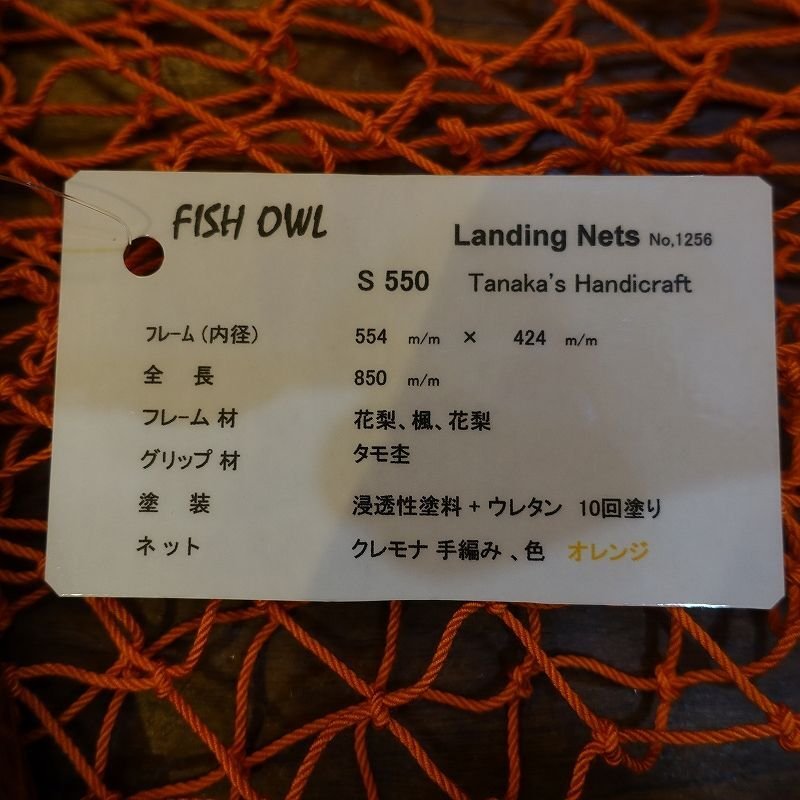 FISH OWL
Landing Nets No,1256
S 550 Tanaka's Handicraft
フレーム (内径) 554 m/m × 424 m/m
全 長 850 m/m
フレーム 材 花梨、楓、花梨
グリップ 材 タモ杢
塗 装 浸透性塗料 + ウレタン 10回塗り
ネット クレモナ 手編み 、色 オレンジ